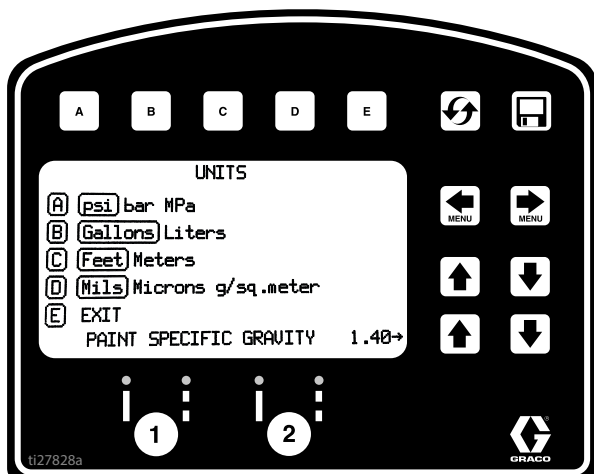 A B C D E
UNITS
A psi bar MPa
B Gallons Liters
C Feet Meters
D Mils Microns g/sq.meter
E EXIT
PAINT SPECIFIC GRAVITY 1.40→
MENU MENU
1 2
ti27828a
GRACO